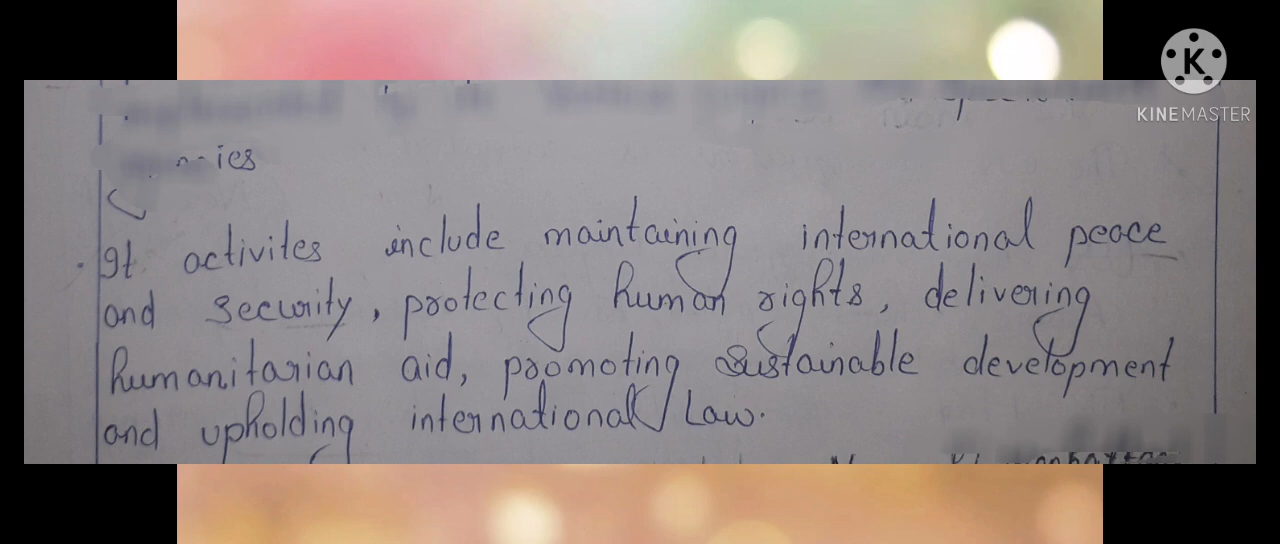 KINEMASTER
It activites include maintaining international peace
and security, protecting human rights, delivering
humanitarian aid, promoting sustainable development
and upholding international Law.